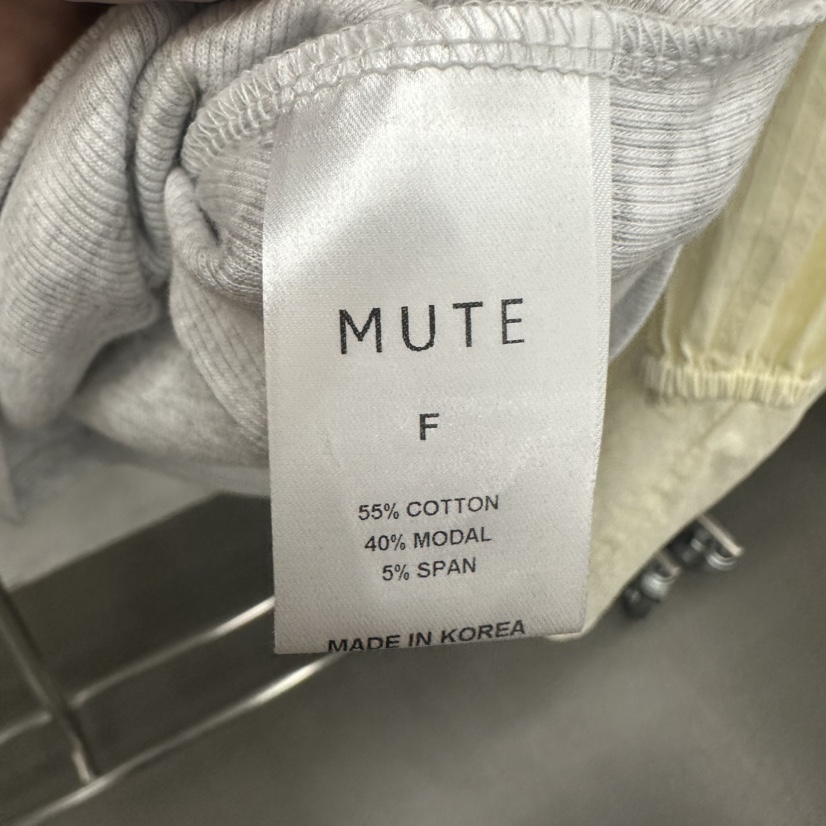 MUTE
F
55% COTTON
40% MODAL
5% SPAN
MADE IN KOREA